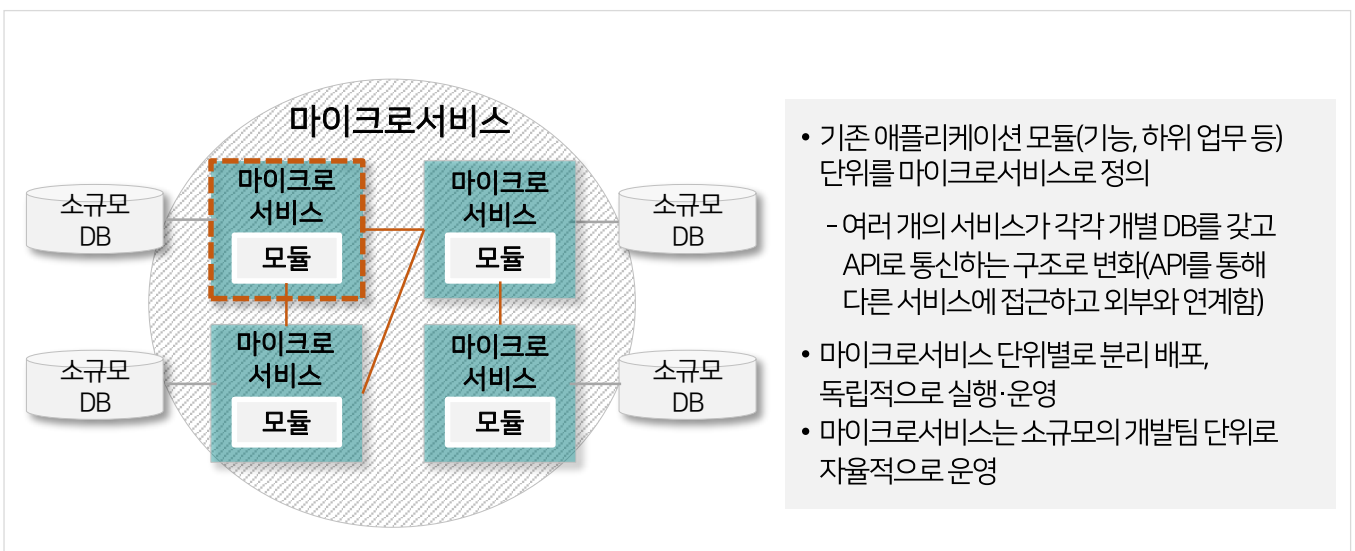 마이크로서비스
마이크로
서비스
모듈
마이크로
서비스
모듈
소규모
DB
소규모
DB
마이크로
서비스
모듈
마이크로
서비스
모듈
소규모
DB
소규모
DB
• 기존 애플리케이션 모듈(기능, 하위 업무 등)
단위를 마이크로서비스로 정의
- 여러 개의 서비스가 각각 개별 DB를 갖고
API로 통신하는 구조로 변화(API를 통해
다른 서비스에 접근하고 외부와 연계함)
• 마이크로서비스 단위별로 분리 배포,
독립적으로 실행·운영
• 마이크로서비스는 소규모의 개발팀 단위로
자율적으로 운영